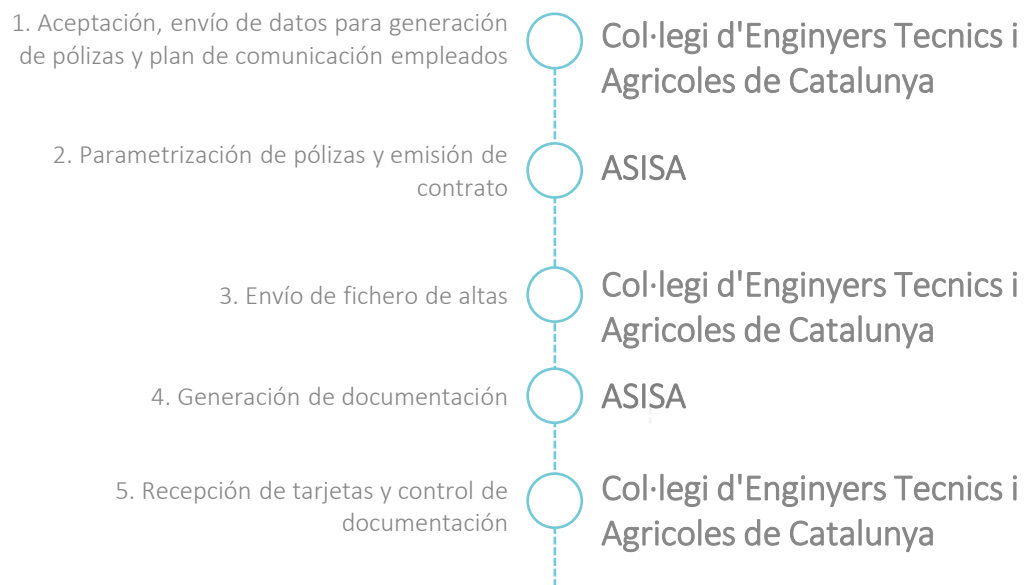 1. Aceptación, envío de datos para generación
de pólizas y plan de comunicación empleados
Col·legi d'Enginyers Tecnics i
Agricoles de Catalunya
2. Parametrización de pólizas y emisión de
contrato
ASISA
3. Envío de fichero de altas
Col·legi d'Enginyers Tecnics i
Agricoles de Catalunya
4. Generación de documentación
ASISA
5. Recepción de tarjetas y control de
documentación
Col·legi d'Enginyers Tecnics i
Agricoles de Catalunya